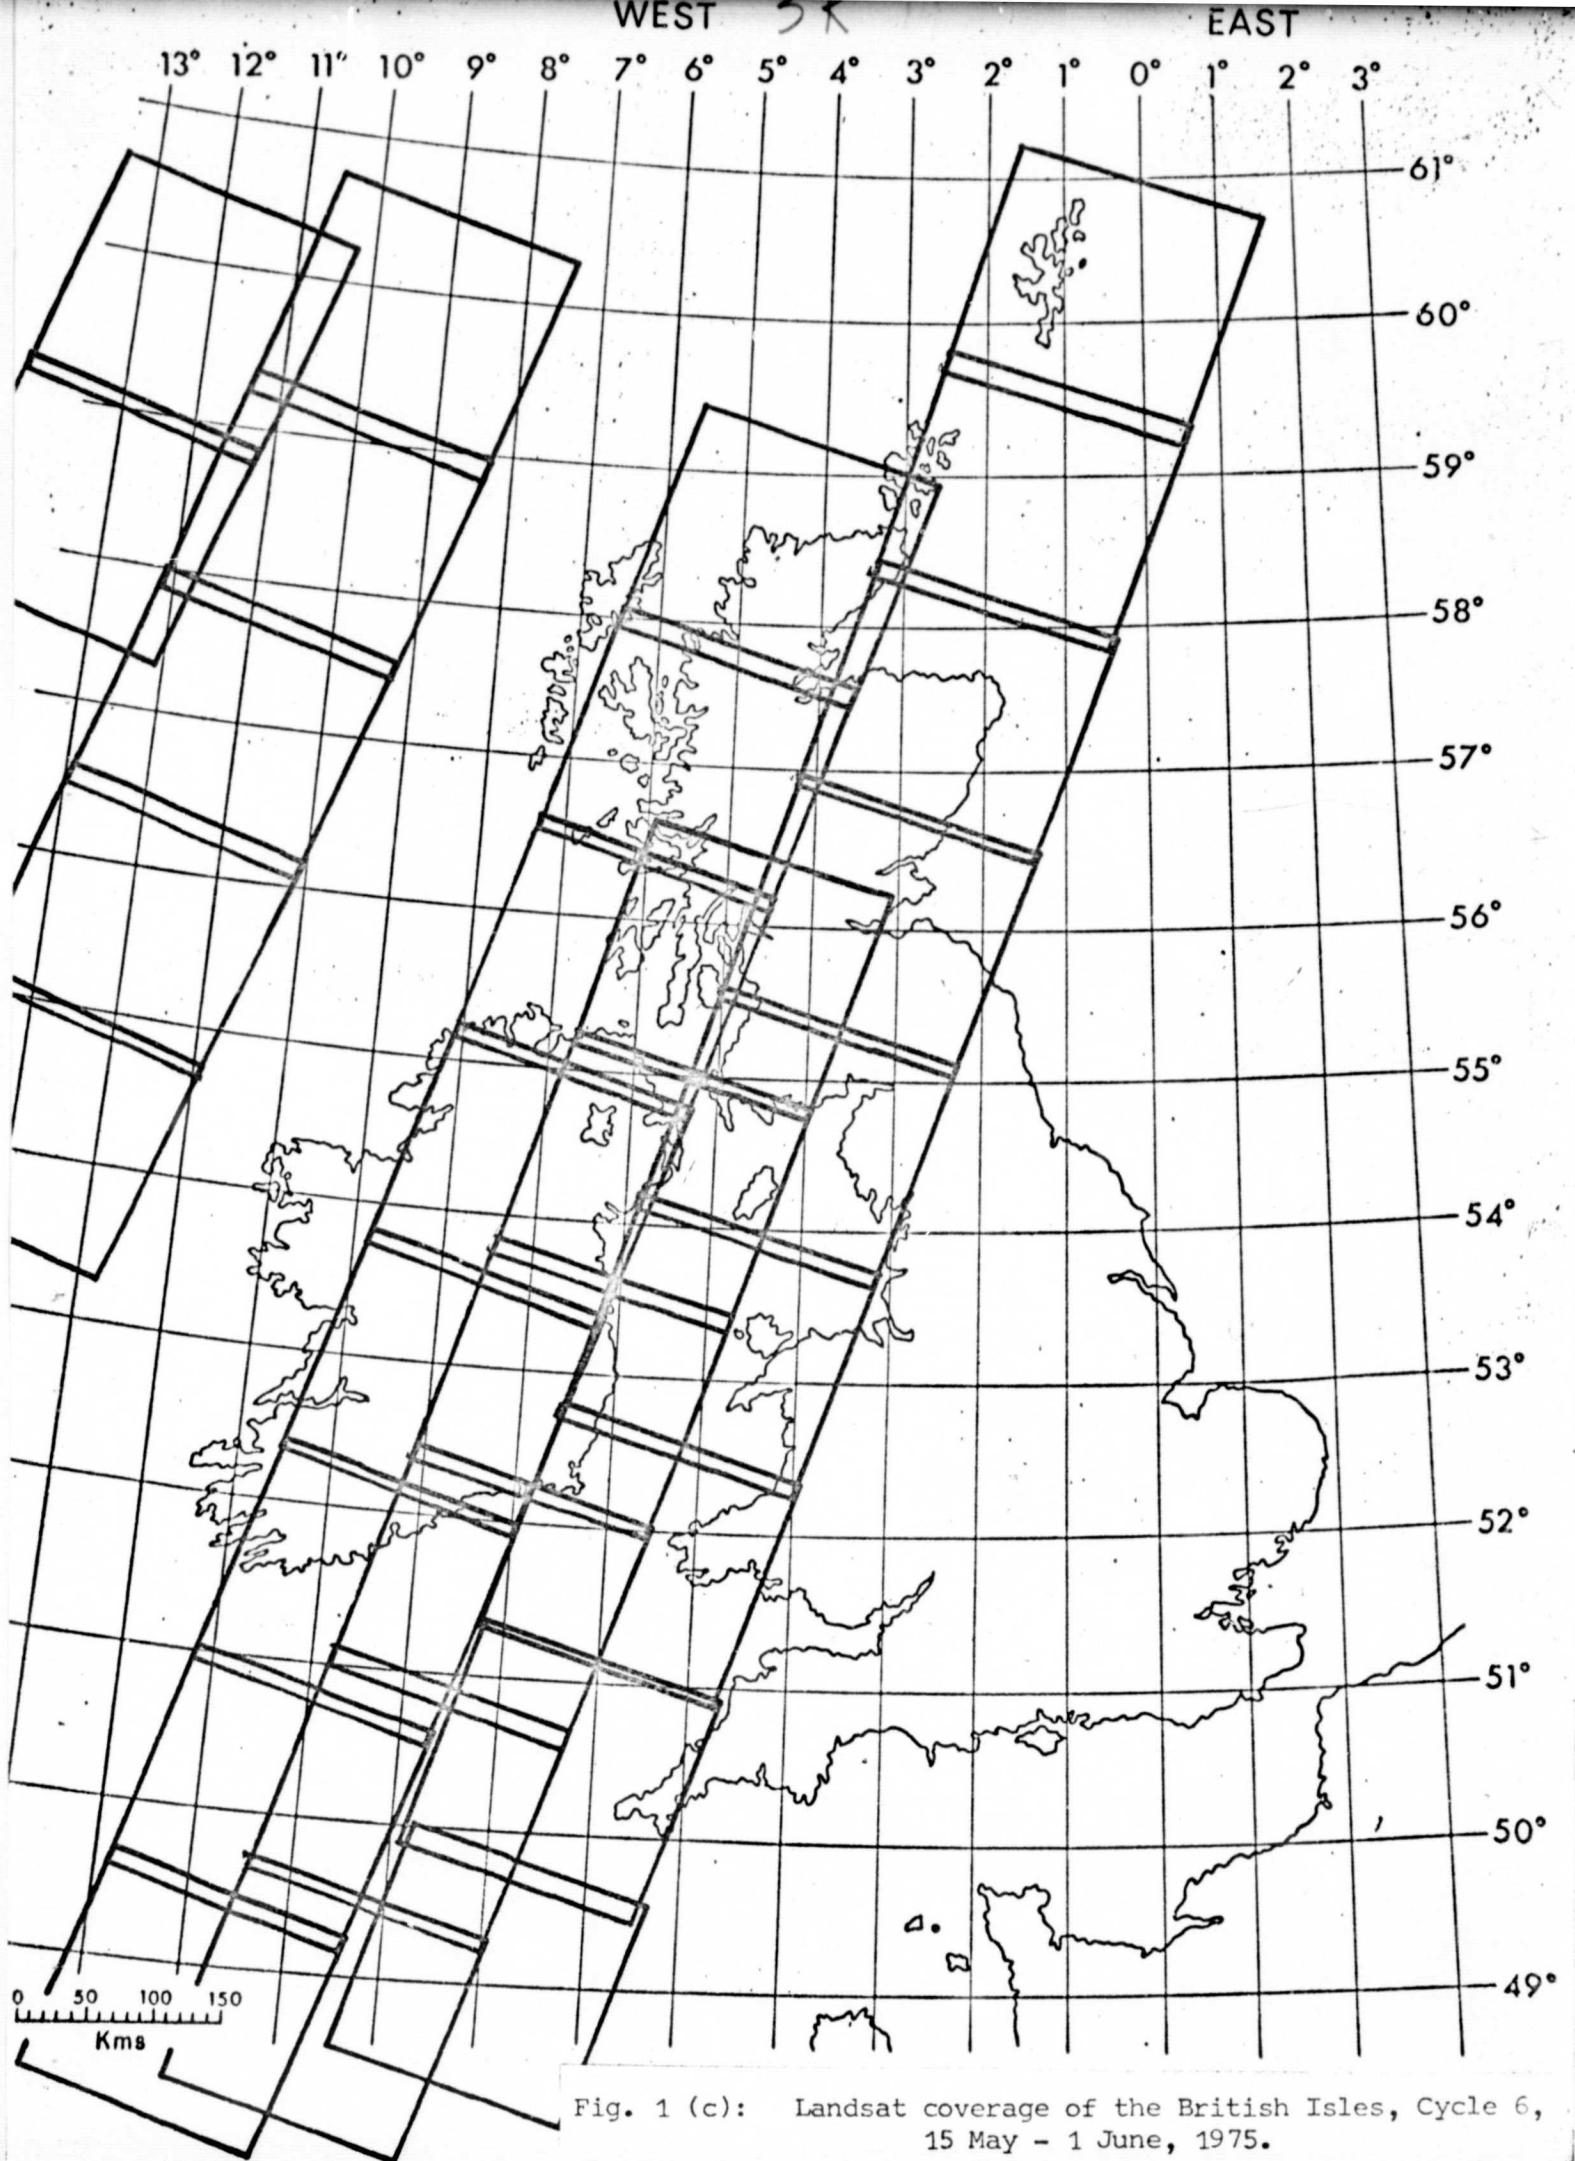 WEST EAST
13° 12° 11" 10° 9° 8° 7° 6° 5° 4° 3° 2° 1° 0° 1° 2° 3°
61°
60°
59°
58°
57°
56°
55°
54°
53°
52°
51°
50°
49°
0 50 100 150
Kms
Fig. 1 (c): Landsat coverage of the British Isles, Cycle 6,
15 May - 1 June, 1975.